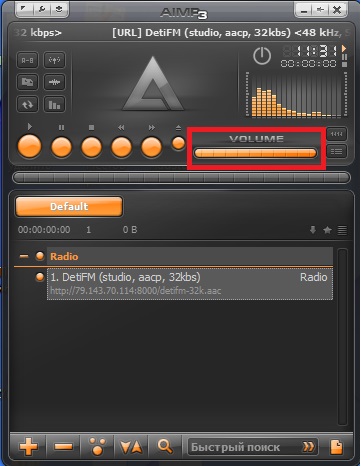 AIMP3
32 kbps> [URL] DetiFM (studio, aacp, 32kbs) <48 kHz, S
A-B
11:31
00:00:00
VOLUME
Default
00:00:00:00 1 0 B
Radio
1. DetiFM (studio, aacp, 32kbs) Radio
http://79.143.70.114:8000/detifm-32k.aac
Быстрый поиск